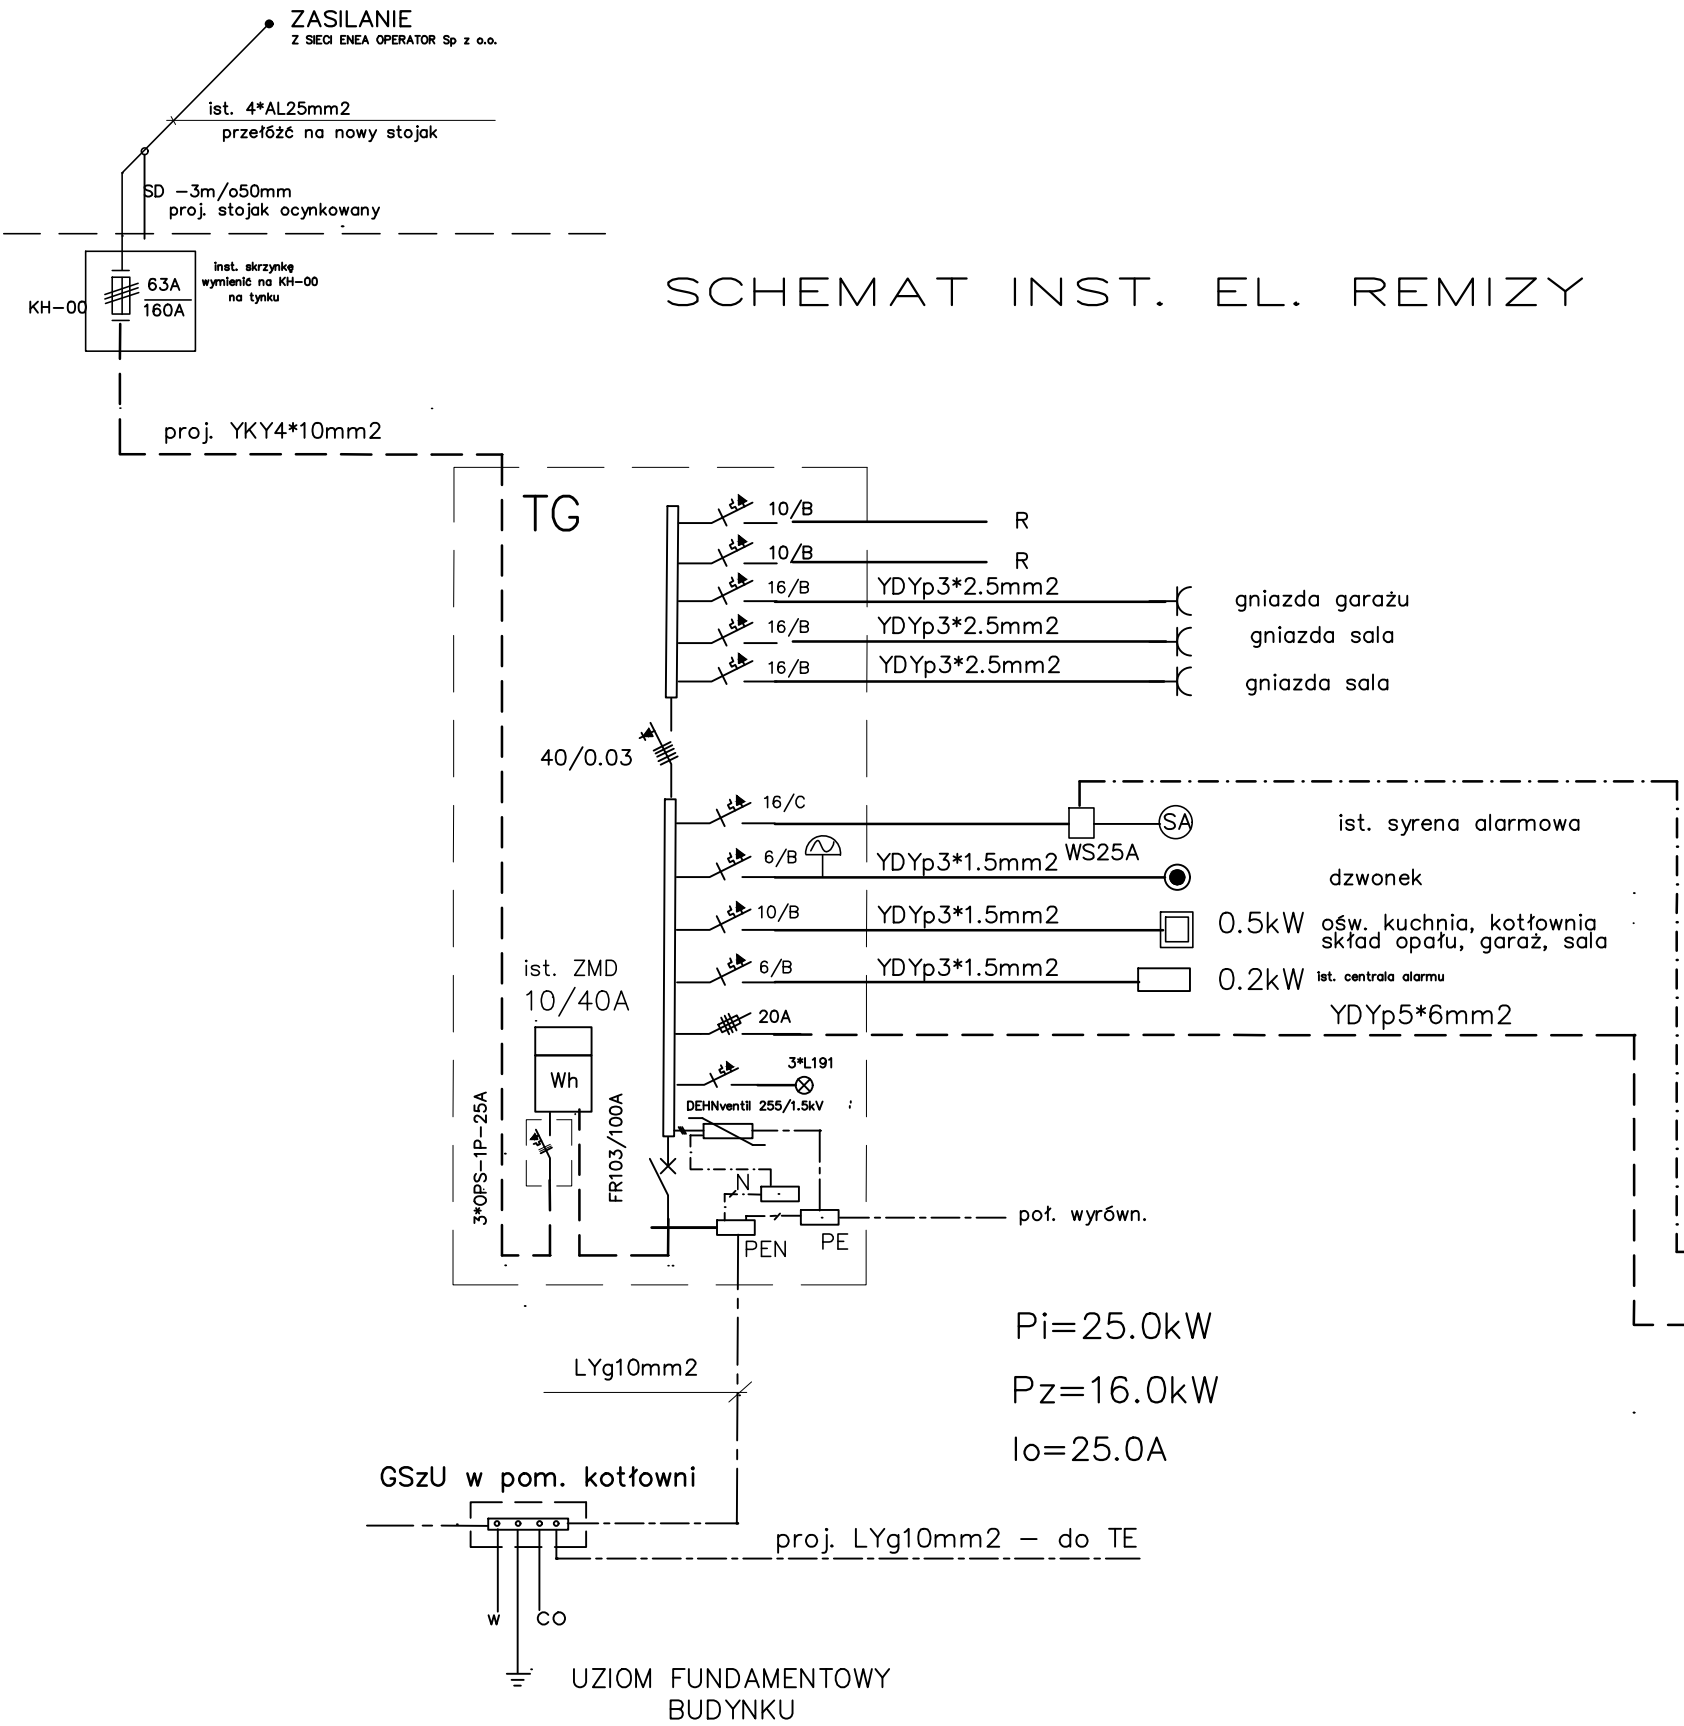 ZASILANIE
Z SIECI ENEA OPERATOR Sp z o.o.
ist. 4*AL25mm2
przełóźć na nowy stojak
SD -3m/o50mm
proj. stojak ocynkowany
inst. skrzynkę
wymienić na KH-00
na tynku
63A
160A
KH-00
SCHEMAT INST. EL. REMIZY
proj. YKY4*10mm2
TG
10/B
R
10/B
R
16/B
YDYp3*2.5mm2
gniazda garażu
16/B
YDYp3*2.5mm2
gniazda sala
16/B
YDYp3*2.5mm2
gniazda sala
40/0.03
16/C
SA
ist. syrena alarmowa
WS25A
6/B
YDYp3*1.5mm2
dzwonek
10/B
YDYp3*1.5mm2
0.5kW
ośw. kuchnia, kotłownia
skład opału, garaż, sala
ist. ZMD
10/40A
6/B
YDYp3*1.5mm2
0.2kW
ist. centrala alarmu
20A
YDYp5*6mm2
3*L191
Wh
DEHNventil 255/1.5kV
3*OPS-1P-25A
FR103/100A
N
PEN
PE
poł. wyrówn.
Pi=25.0kW
Pz=16.0kW
Io=25.0A
LYg10mm2
GSzU w pom. kotłowni
proj. LYg10mm2 - do TE
w
CO
UZIOM FUNDAMENTOWY
BUDYNKU